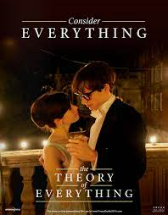 Consider
EVERYTHING
the
THEORY
of
EVERYTHING